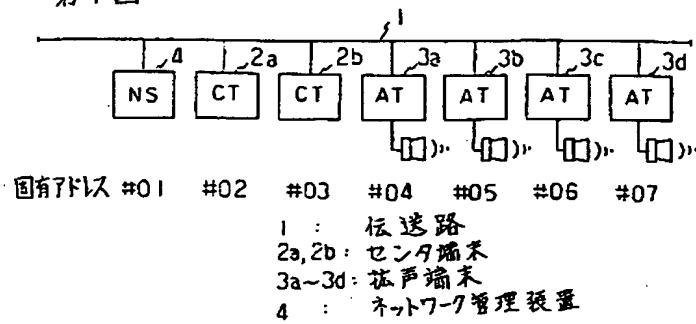 1
4 2a 2b 3a 3b 3c 3d
NS CT CT AT AT AT AT
固有アドレス #01 #02 #03 #04 #05 #06 #07
1 : 伝送路
2a,2b: センタ端末
3a~3d: 拡声端末
4 : ネットワーク管理装置